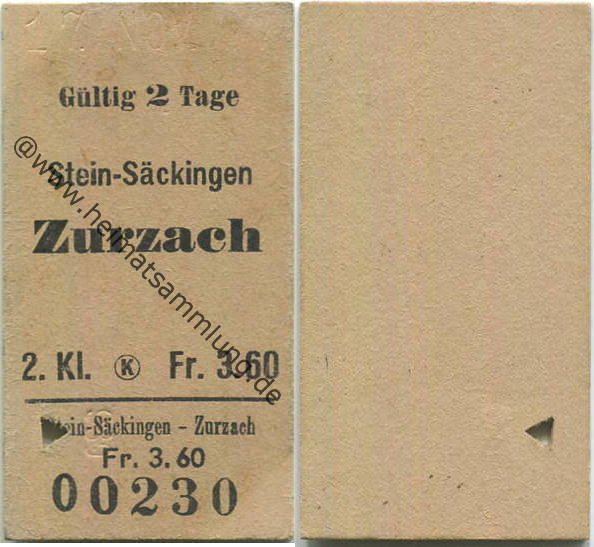 Gültig 2 Tage
Stein-Säckingen
Zurzach
2. Kl. K Fr. 3.60
Stein-Säckingen - Zurzach
Fr. 3.60
00230
@www.heimatsammlung.de